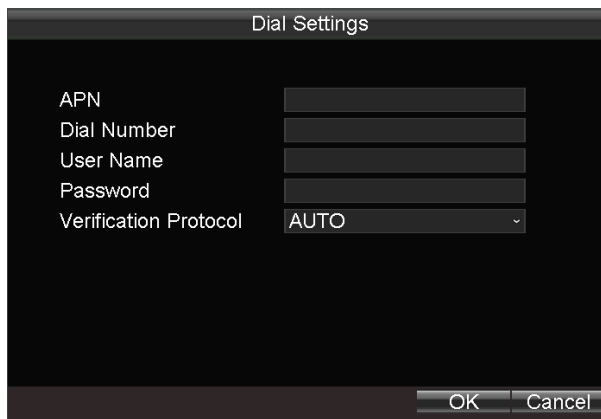 Dial Settings
APN
Dial Number
User Name
Password
Verification Protocol AUTO
OK Cancel